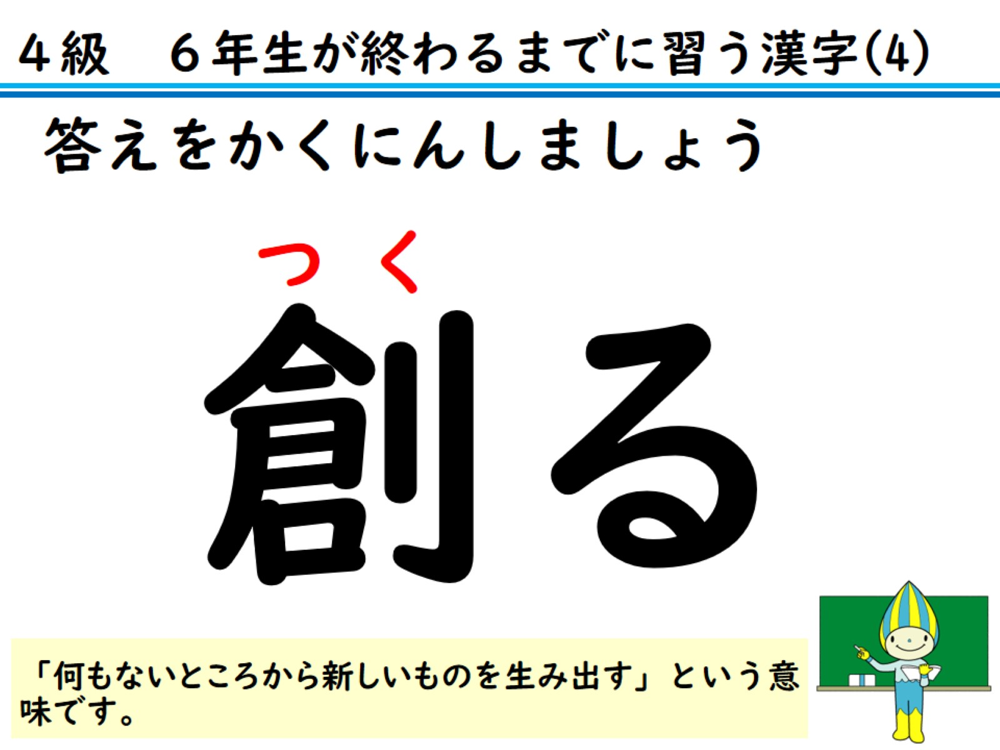 ４級　６年生が終わるまでに習う漢字(4)
答えをかくにんしましょう
つく
創る
「何もないところから新しいものを生み出す」という意
味です。